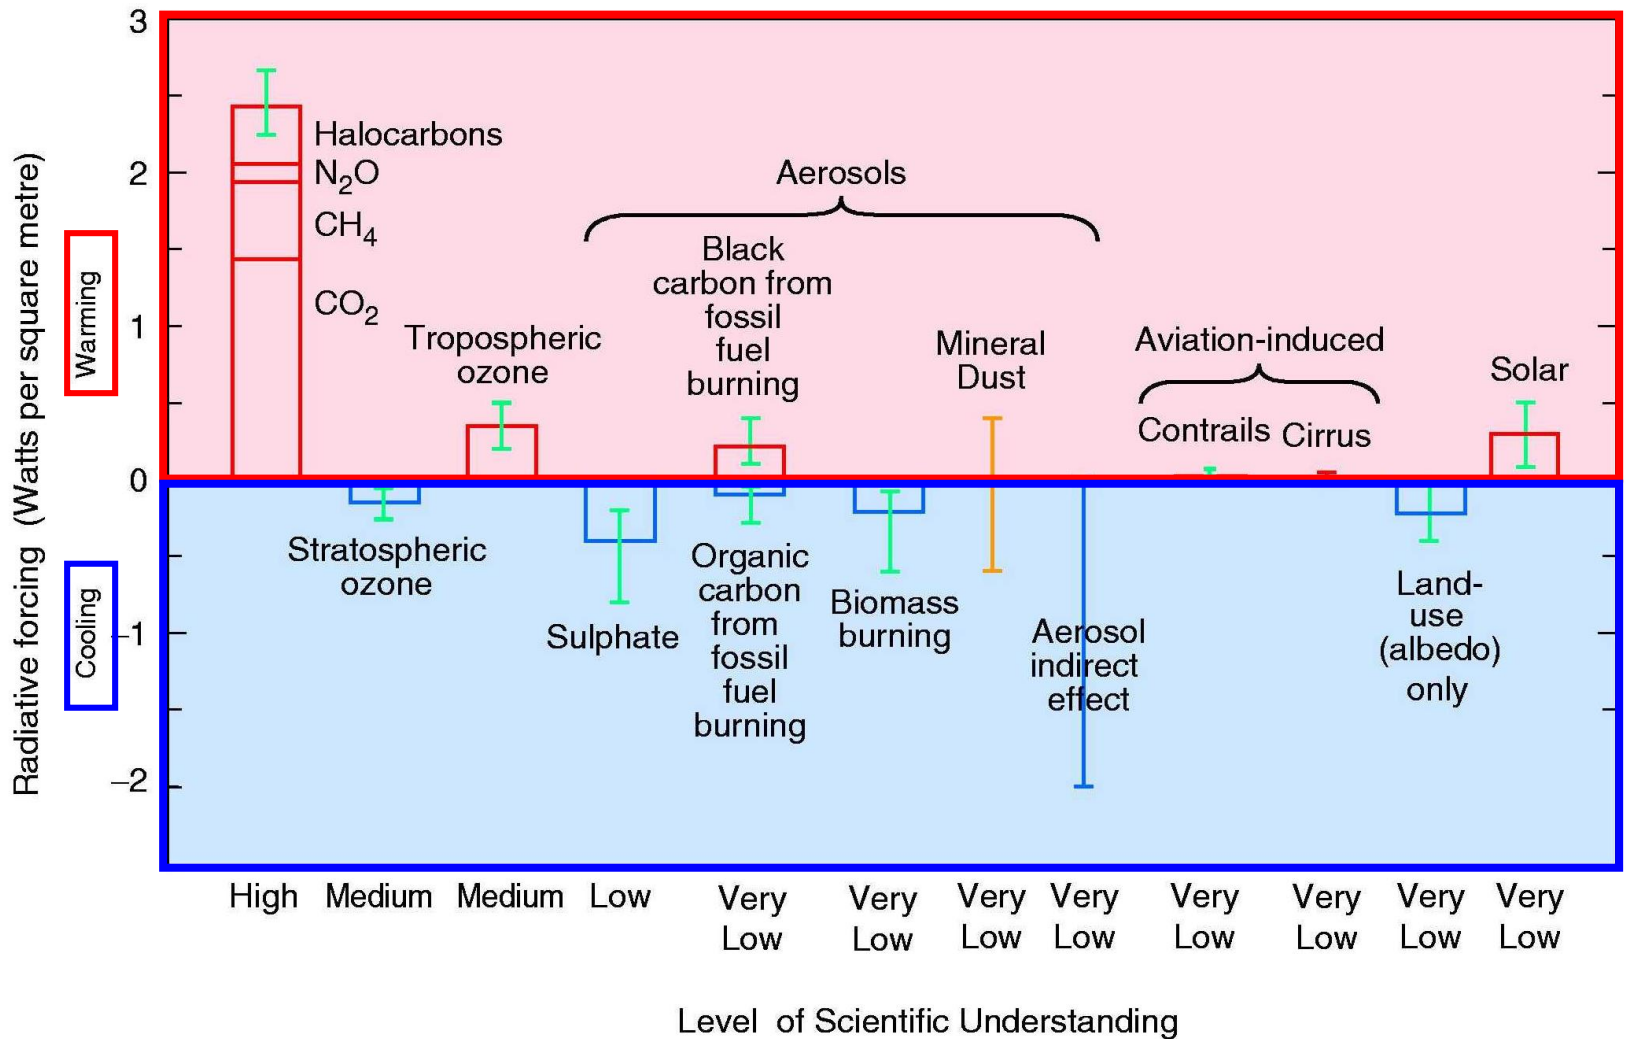 Radiative forcing (Watts per square metre)
Warming
Cooling
3
2
1
0
–1
–2
Halocarbons
N₂O
CH₄
CO₂
Aerosols
Black
carbon from
fossil
fuel
burning
Tropospheric
ozone
Mineral
Dust
Aviation-induced
Contrails
Cirrus
Solar
Stratospheric
ozone
Sulphate
Organic
carbon
from
fossil
fuel
burning
Biomass
burning
Aerosol
indirect
effect
Land-
use
(albedo)
only
High
Medium
Medium
Low
Very
Low
Very
Low
Very
Low
Very
Low
Very
Low
Very
Low
Very
Low
Very
Low
Level of Scientific Understanding